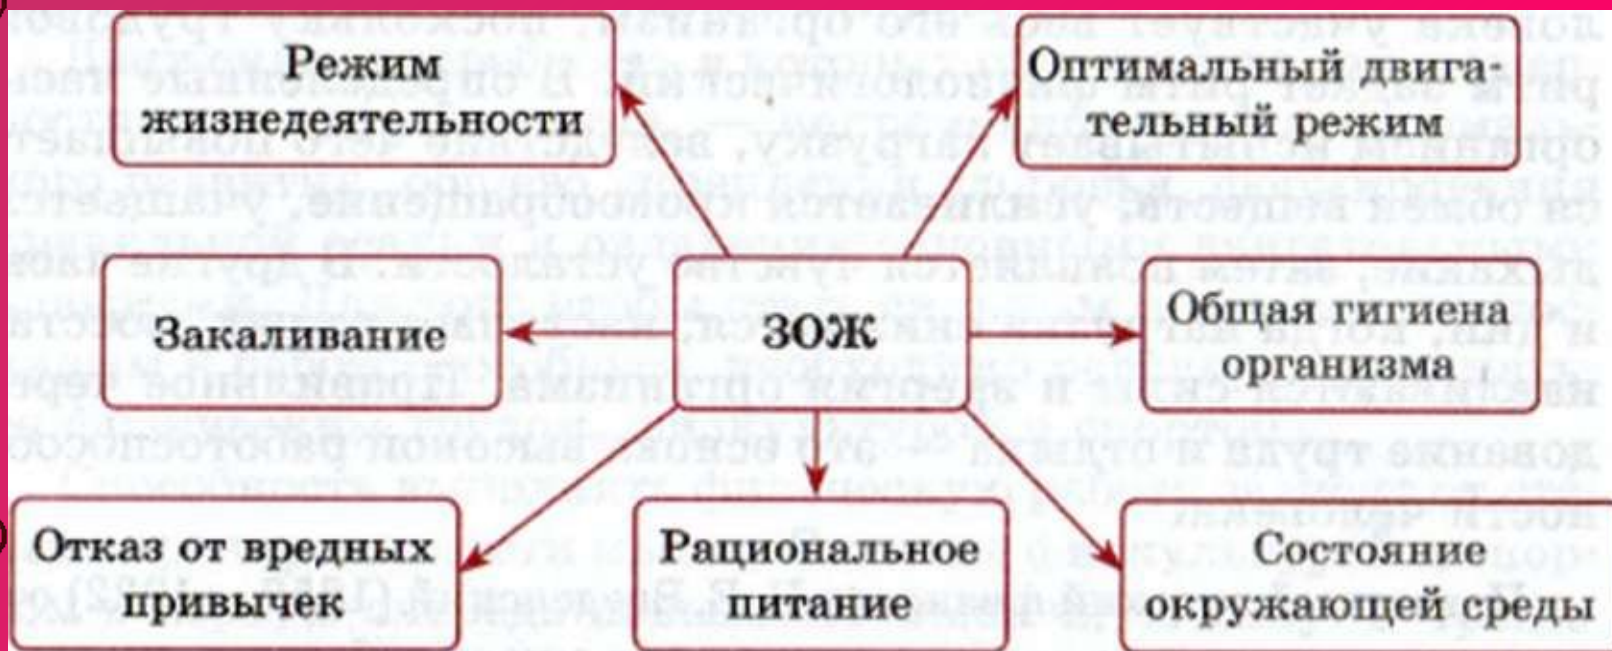 Режим
жизнедеятельности
Оптимальный двига-
тельный режим
Закаливание
ЗОЖ
Общая гигиена
организма
Отказ от вредных
привычек
Рациональное
питание
Состояние
окружающей среды